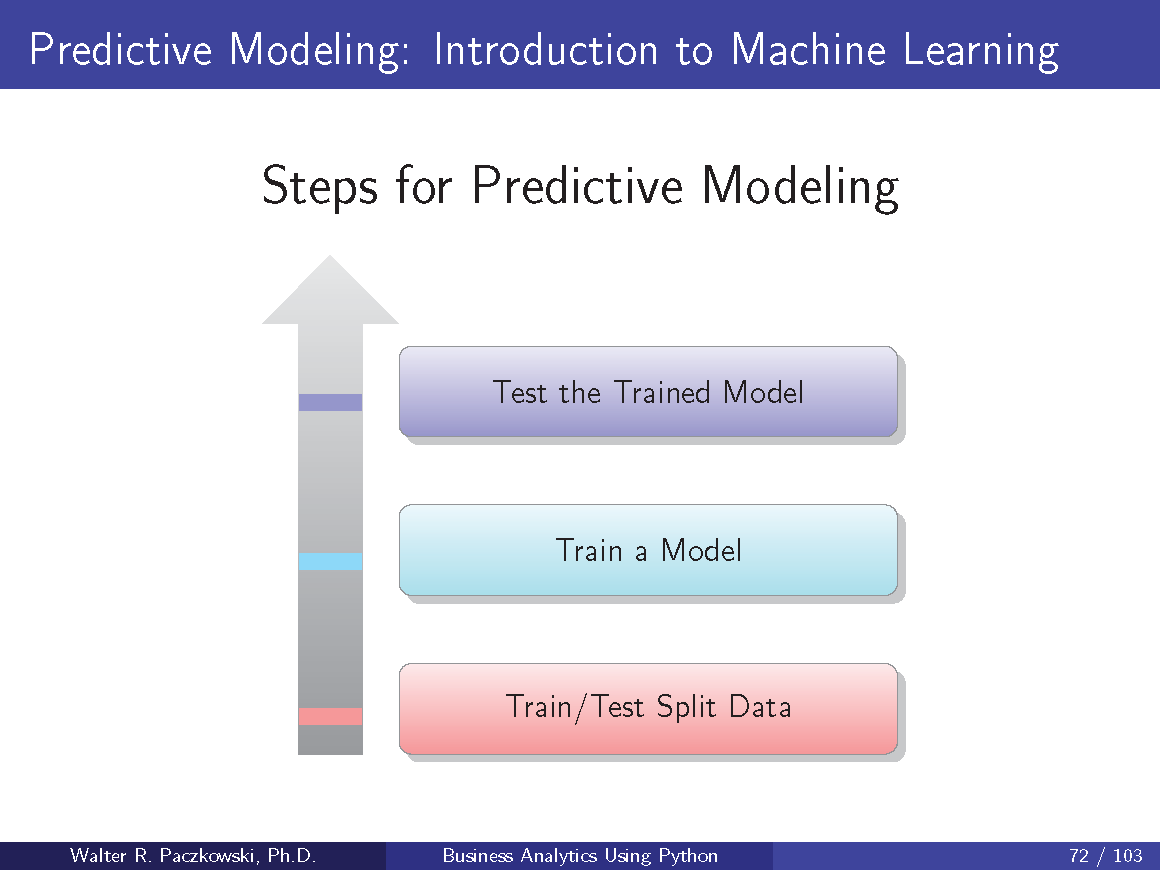 Predictive Modeling: Introduction to Machine Learning
Steps for Predictive Modeling
Test the Trained Model
Train a Model
Train/Test Split Data
Walter R. Paczkowski, Ph.D.
Business Analytics Using Python
72 / 103